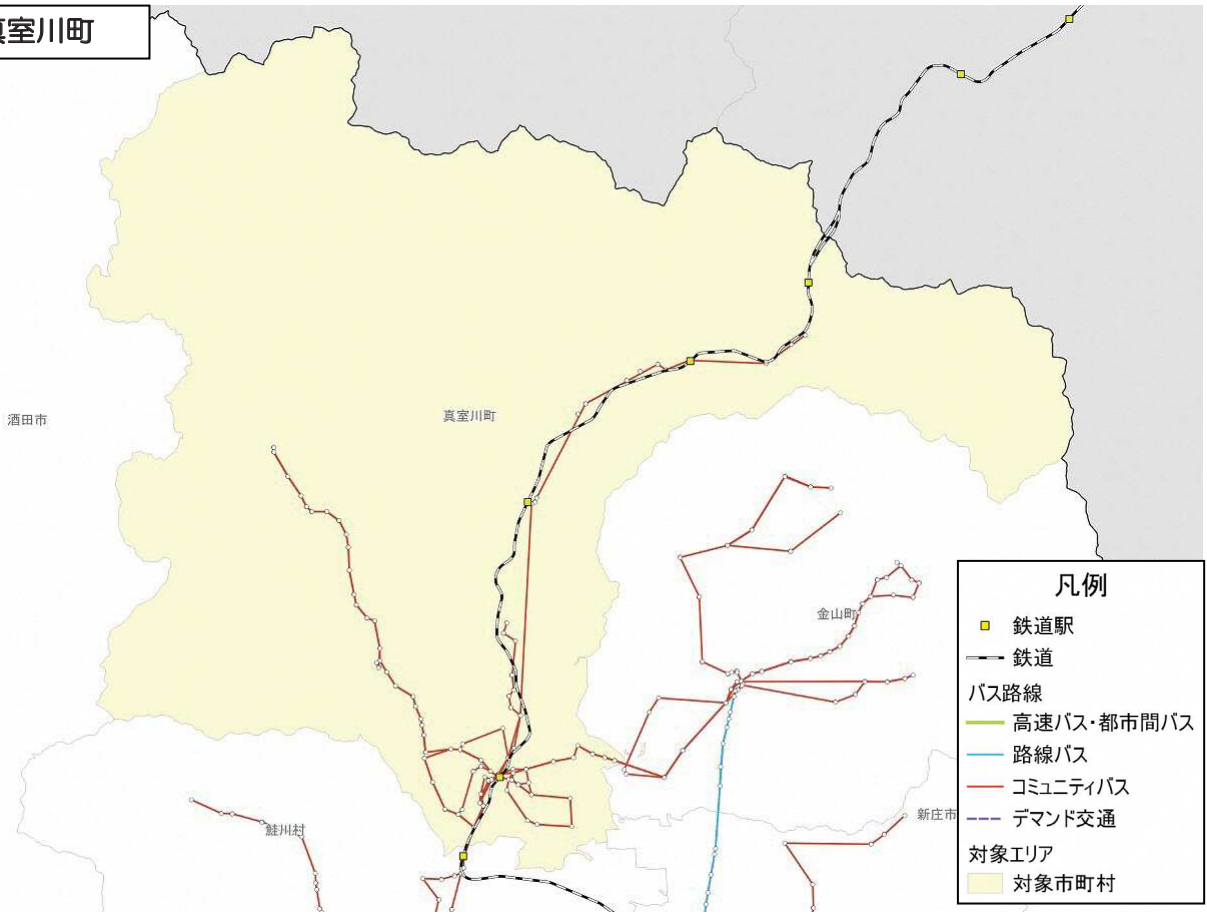 真室川町
酒田市
真室川町
金山町
鮭川村
新庄市
凡例
鉄道駅
鉄道
バス路線
高速バス・都市間バス
路線バス
コミュニティバス
デマンド交通
対象エリア
対象市町村